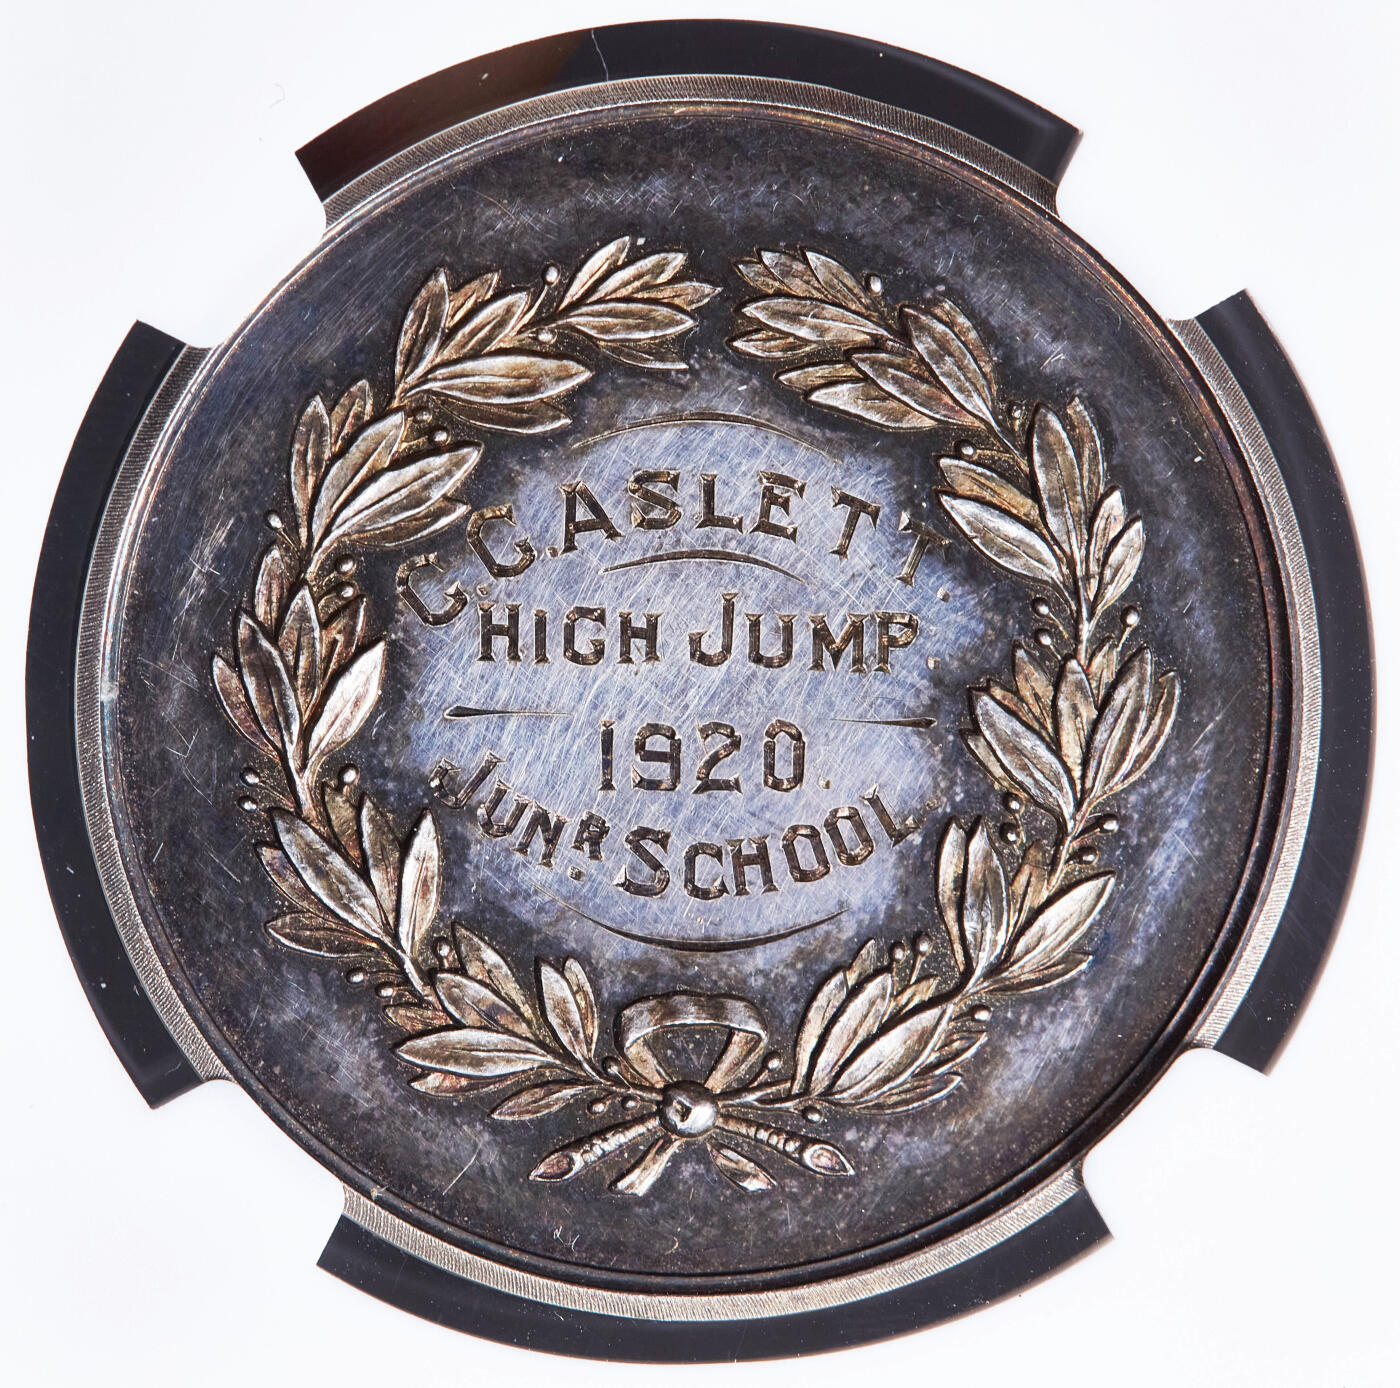 G.G.ASLETT.
HIGH JUMP.
1920.
JUNR. SCHOOL.